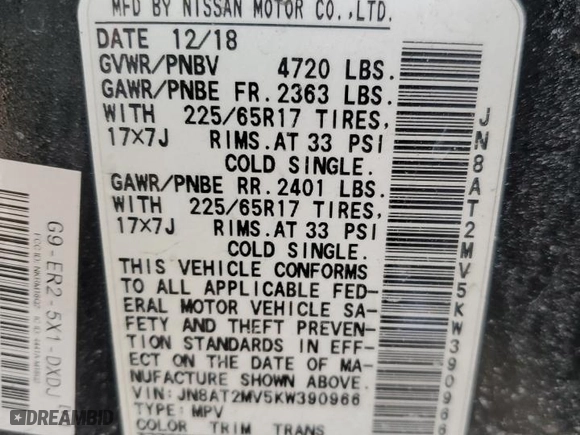 MFD BY NISSAN MOTOR CO.,LTD.
DATE 12/18
GVWR/PNBV 4720 LBS.
GAWR/PNBE FR.2363 LBS.
WITH 225/65R17 TIRES,
17X7J RIMS.AT 33 PSI
COLD SINGLE.
GAWR/PNBE RR.2401 LBS.
WITH 225/65R17 TIRES,
17X7J RIMS.AT 33 PSI
COLD SINGLE.
THIS VEHICLE CONFORMS
TO ALL APPLICABLE FED-
ERAL MOTOR VEHICLE SA-
FETY AND THEFT PREVEN-
TION STANDARDS IN EFF-
ECT ON THE DATE OF MA-
NUFACTURE SHOWN ABOVE.
VIN: JN8AT2MV5KW390966
TYPE: MPV
COLOR TRIM TRANS
JN8AT2MV5KW390966
G9-ER2-5X1-DXDJ
FCC ID:
DEALERSHIP
.COM